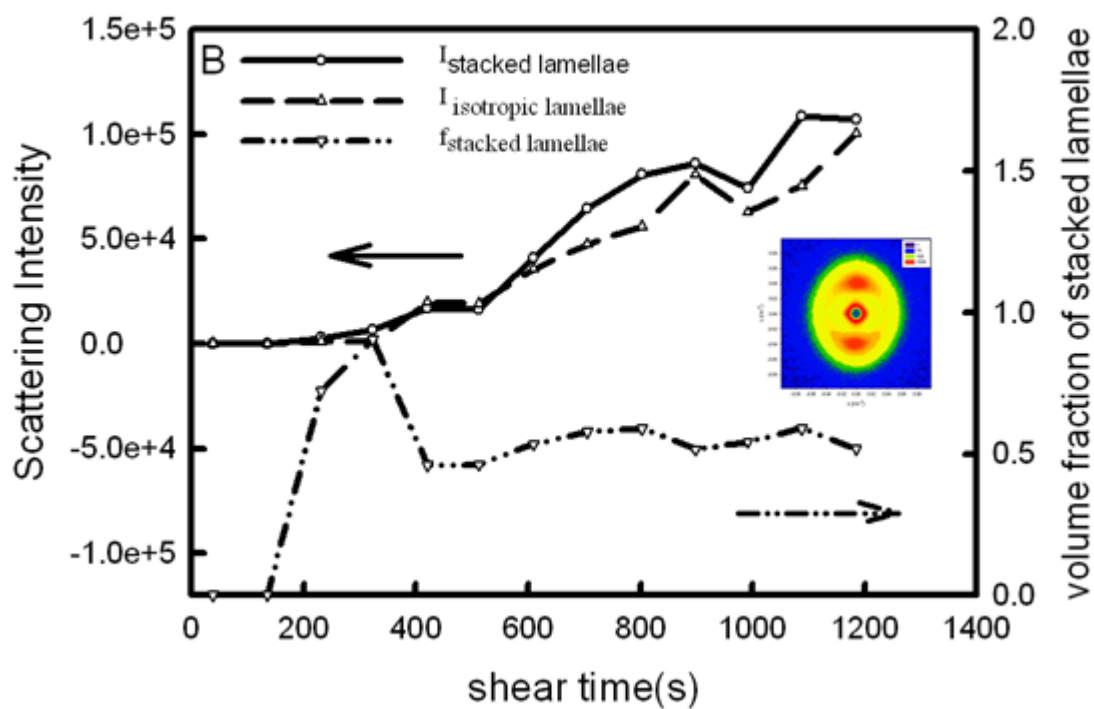 1.5e+5
1.0e+5
5.0e+4
0.0
-5.0e+4
-1.0e+5
Scattering Intensity
B
I stacked lamellae
I isotropic lamellae
f stacked lamellae
2.0
1.5
1.0
0.5
0.0
volume fraction of stacked lamellae
0 200 400 600 800 1000 1200 1400
shear time(s)